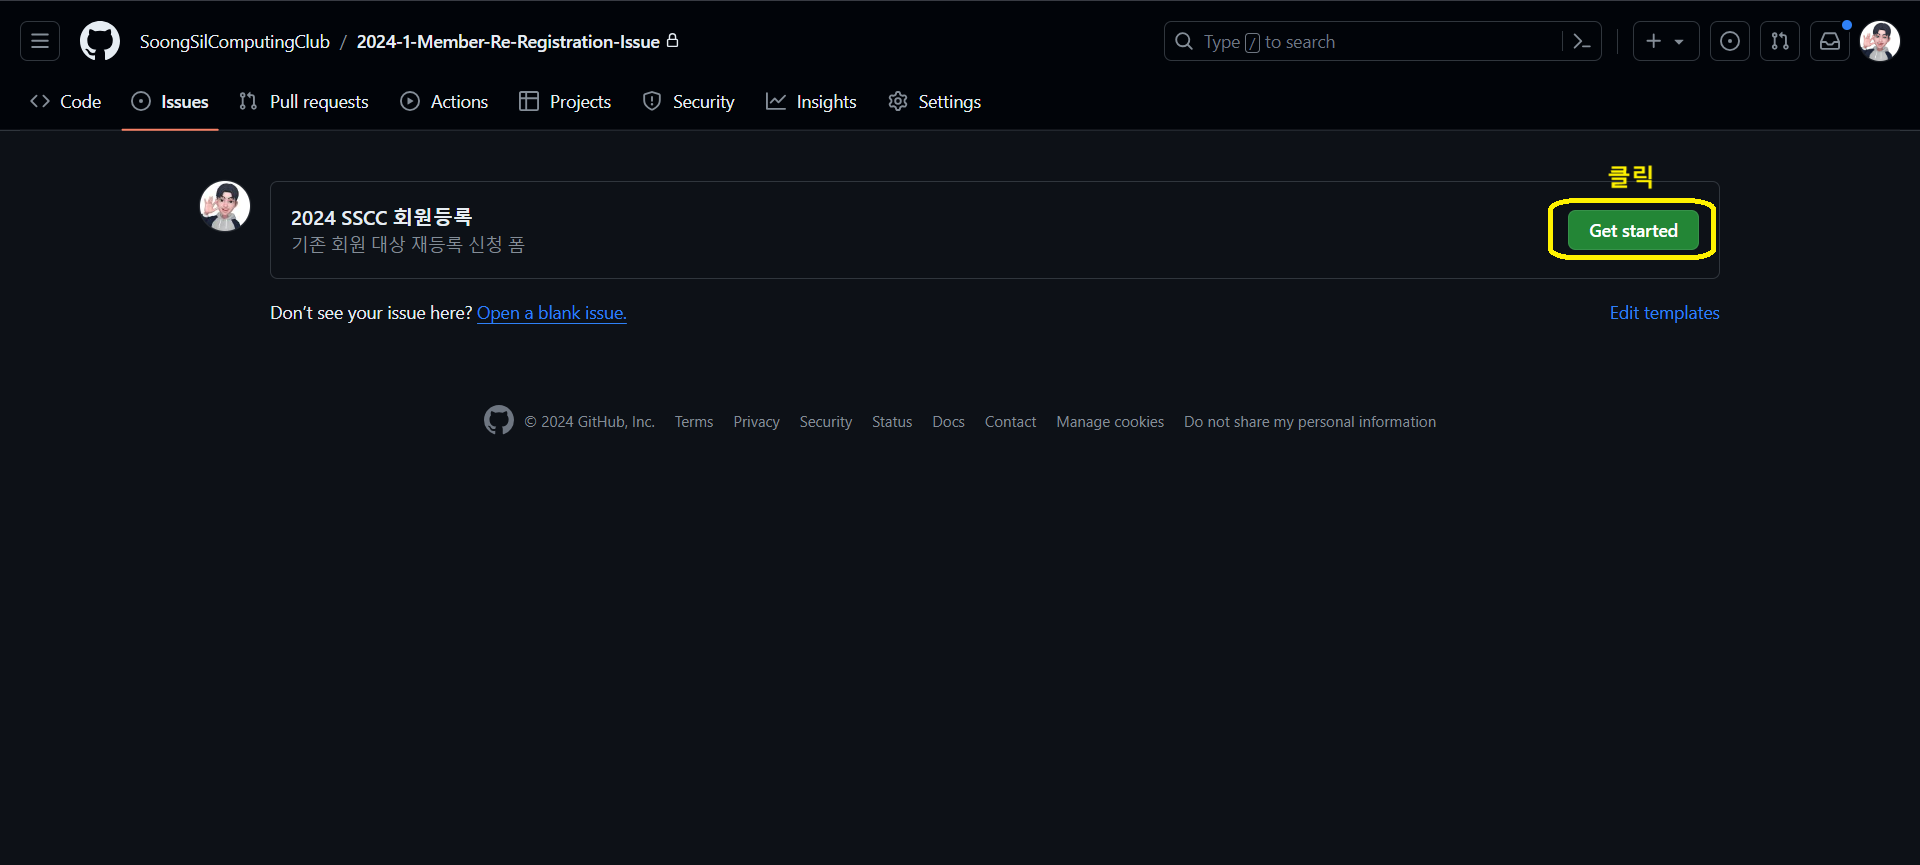 SoongSilComputingClub / 2024-1-Member-Re-Registration-Issue
Type / to search
Code Issues Pull requests Actions Projects Security Insights Settings
클릭
2024 SSCC 회원등록
기존 회원 대상 재등록 신청 폼
Get started
Don’t see your issue here? Open a blank issue.
Edit templates
© 2024 GitHub, Inc. Terms Privacy Security Status Docs Contact Manage cookies Do not share my personal information